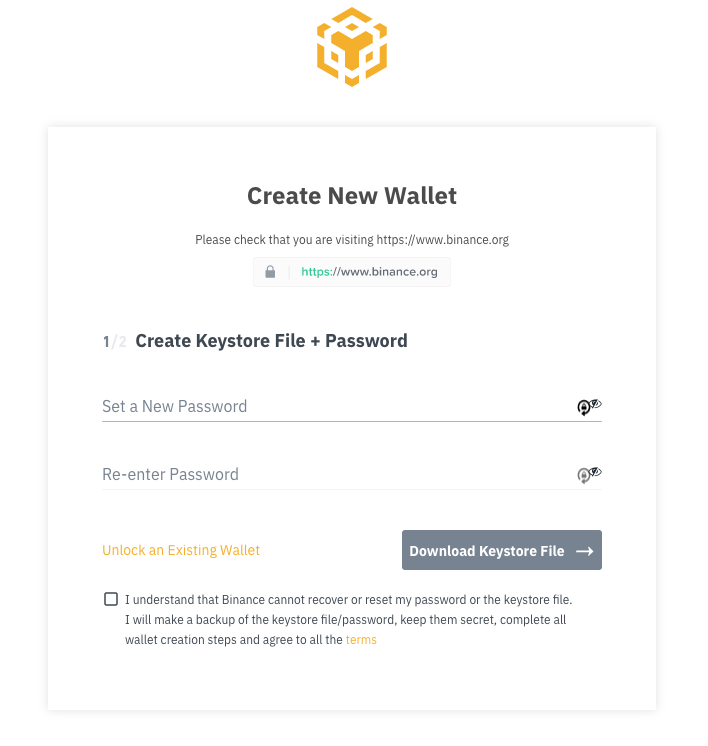 Create New Wallet
Please check that you are visiting https://www.binance.org
https://www.binance.org
1/2 Create Keystore File + Password
Set a New Password
Re-enter Password
Unlock an Existing Wallet
Download Keystore File
I understand that Binance cannot recover or reset my password or the keystore file.
I will make a backup of the keystore file/password, keep them secret, complete all
wallet creation steps and agree to all the terms